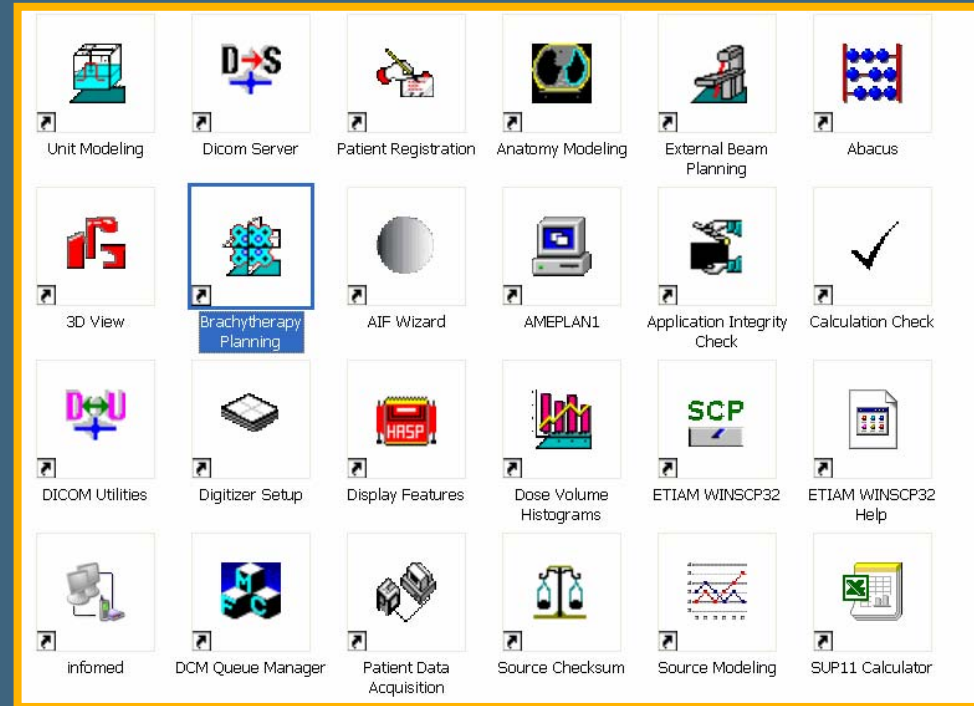 D→S
Unit Modeling
Dicom Server
Patient Registration
Anatomy Modeling
External Beam
Planning
Abacus
3D View
Brachytherapy
Planning
AIF Wizard
AMEPLAN1
Application Integrity
Check
Calculation Check
D↔U
HASP
SCP
DICOM Utilities
Digitizer Setup
Display Features
Dose Volume
Histograms
ETIAM WINSCP32
ETIAM WINSCP32
Help
M
F C
infomed
DCM Queue Manager
Patient Data
Acquisition
Source Checksum
Source Modeling
SUP11 Calculator